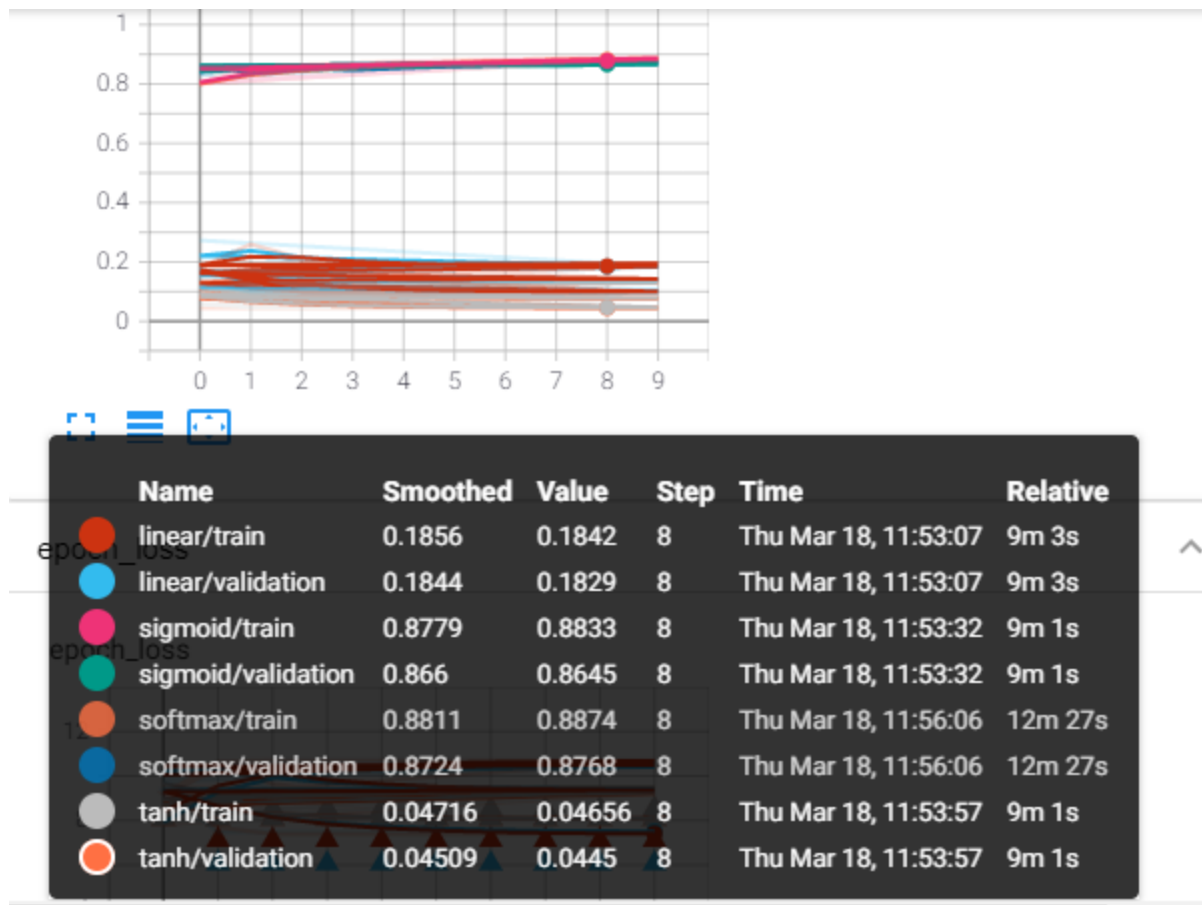 1
0.8
0.6
0.4
0.2
0
0 1 2 3 4 5 6 7 8 9
Name Smoothed Value Step Time Relative
linear/train 0.1856 0.1842 8 Thu Mar 18, 11:53:07 9m 3s
epoch_loss
linear/validation 0.1844 0.1829 8 Thu Mar 18, 11:53:07 9m 3s
sigmoid/train 0.8779 0.8833 8 Thu Mar 18, 11:53:32 9m 1s
epoch_loss
sigmoid/validation 0.866 0.8645 8 Thu Mar 18, 11:53:32 9m 1s
softmax/train 0.8811 0.8874 8 Thu Mar 18, 11:56:06 12m 27s
softmax/validation 0.8724 0.8768 8 Thu Mar 18, 11:56:06 12m 27s
tanh/train 0.04716 0.04656 8 Thu Mar 18, 11:53:57 9m 1s
tanh/validation 0.04509 0.0445 8 Thu Mar 18, 11:53:57 9m 1s